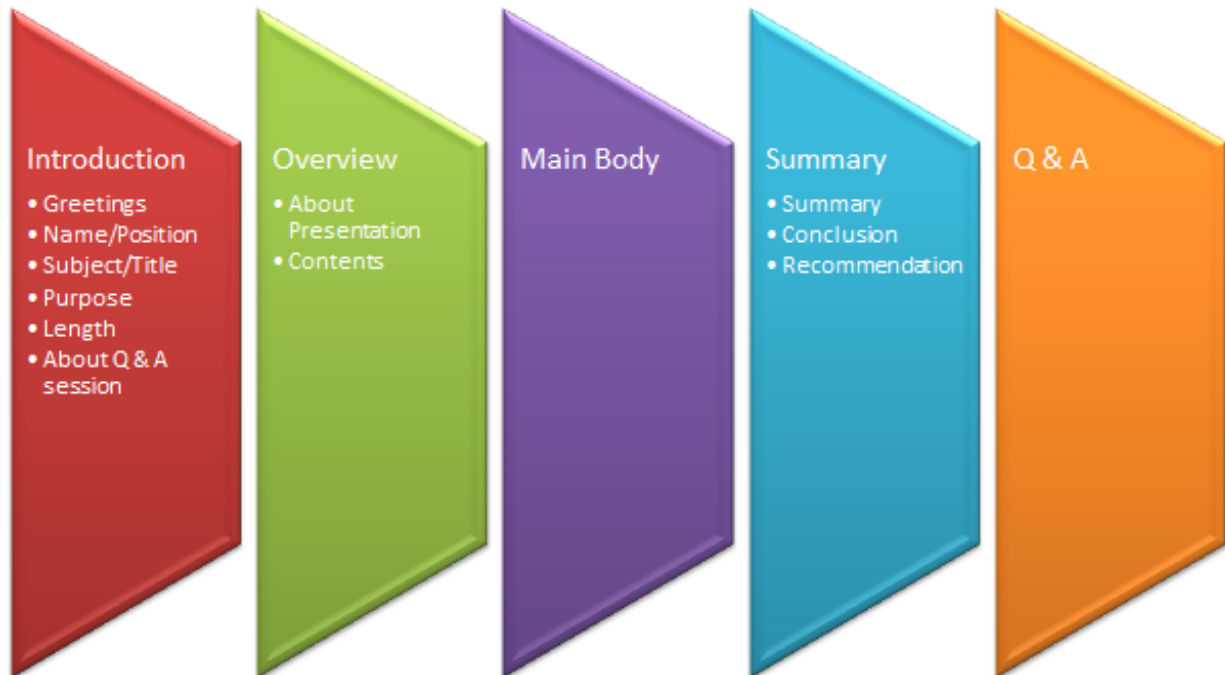 Introduction
• Greetings
• Name/Position
• Subject/Title
• Purpose
• Length
• About Q & A
session
Overview
• About
Presentation
• Contents
Main Body
Summary
• Summary
• Conclusion
• Recommendation
Q & A